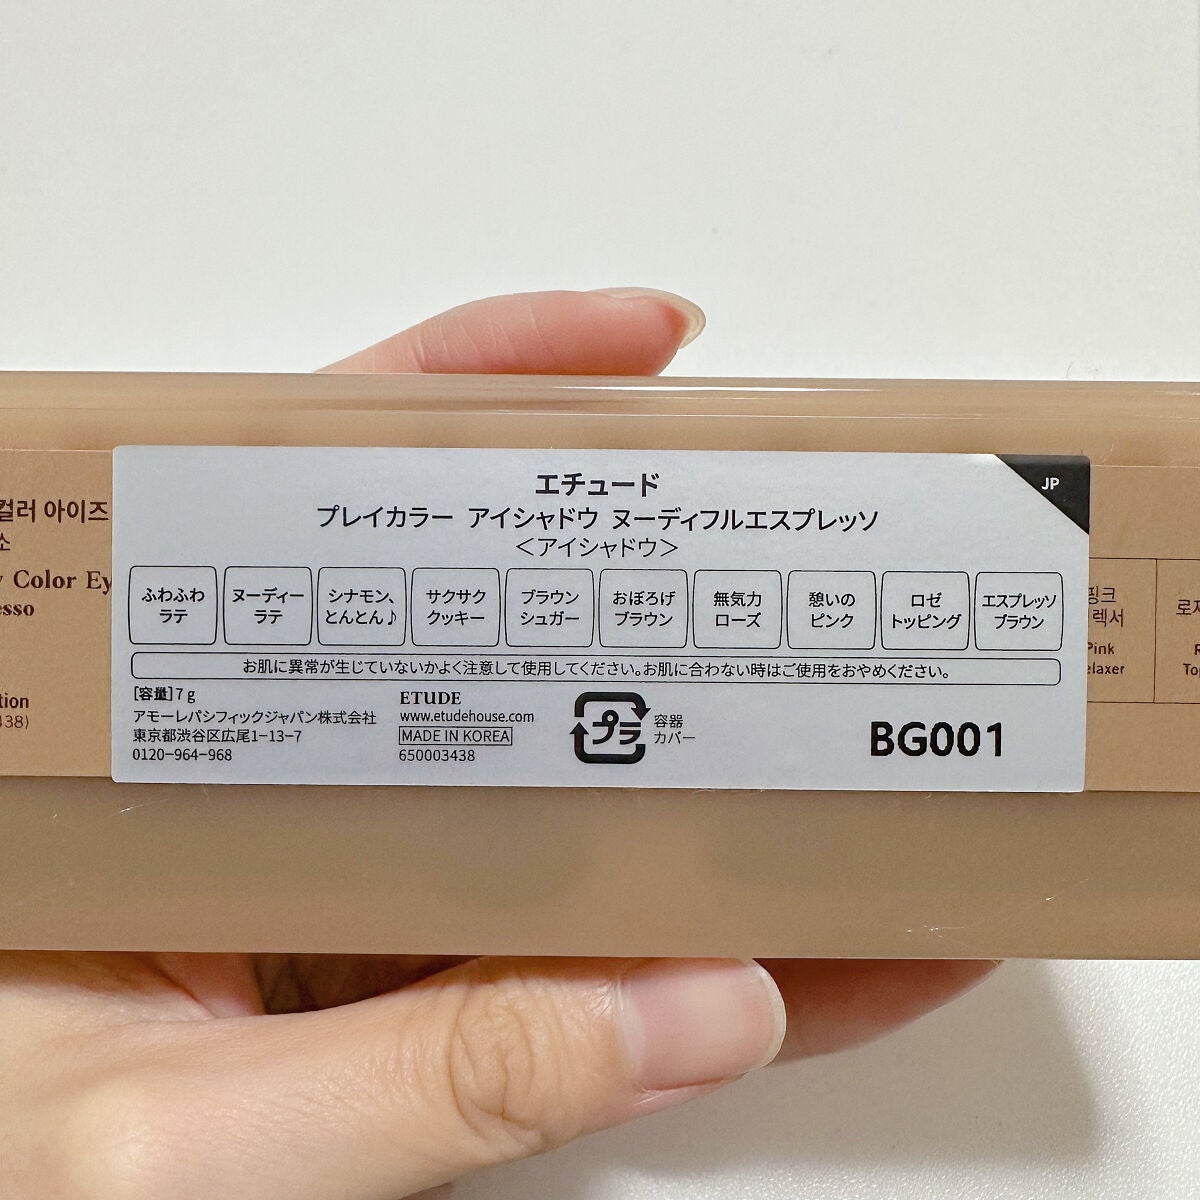 エチュード
プレイカラー アイシャドウ ヌーディフルエスプレッソ
<アイシャドウ>
JP
ふわふわ
ラテ
ヌーディー
ラテ
シナモン、
とんとん♪
サクサク
クッキー
ブラウン
シュガー
おぼろげ
ブラウン
無気力
ローズ
憩いの
ピンク
ロゼ
トッピング
エスプレッソ
ブラウン
お肌に異常が生じていないかよく注意して使用してください。お肌に合わない時はご使用をおやめください。
[容量]7g
アモーレパシフィックジャパン株式会社
東京都渋谷区広尾1-13-7
0120-964-968
ETUDE
www.etudehouse.com
MADE IN KOREA
650003438
プラ
容器
カバー
BG001
컬러 아이즈
소
Color Ey
esso
tion
438)
핑크
렉서
Pink
elaxer
로제
R
Top